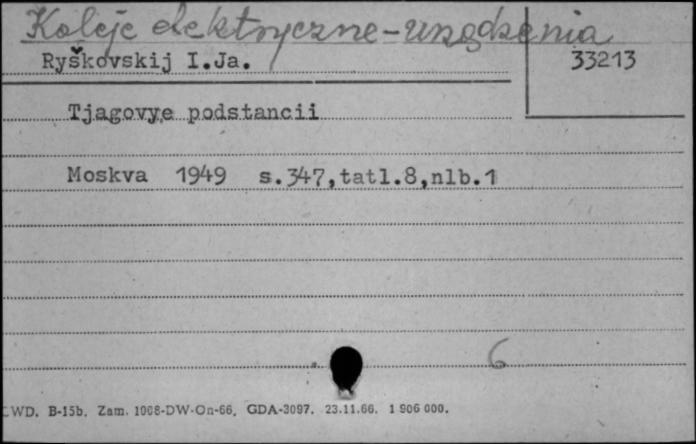 Koleje elektryczne-urządzenia
Ryškovskij I.Ja.
33213
Tjagovye podstancii
Moskva 1949 s.347,tatl.8,nlb.1
6
WD. B-15b. Zam. 1068-DW-On-66. GDA-3097. 23.11.66. 1 906 000.